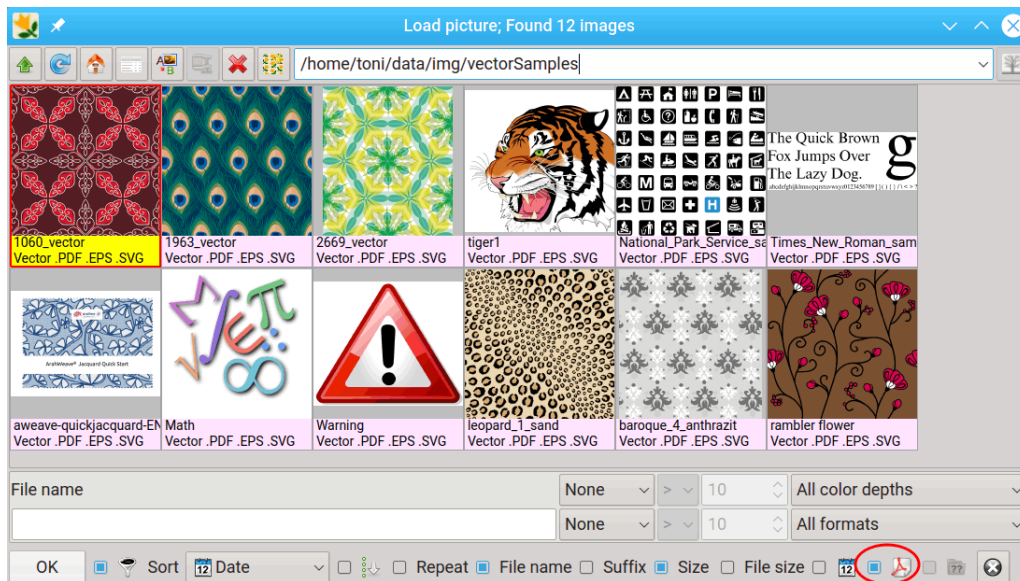 Load picture; Found 12 images
/home/toni/data/img/vectorSamples
P
H
M
The Quick Brown
Fox Jumps Over
The Lazy Dog.
g
1060_vector
Vector .PDF .EPS .SVG
1963_vector
Vector .PDF .EPS .SVG
2669_vector
Vector .PDF .EPS .SVG
tiger1
Vector .PDF .EPS .SVG
National_Park_Service_sa
Vector .PDF .EPS .SVG
Times_New_Roman_sam
Vector .PDF .EPS .SVG
ArahWeave® Jacquard Quick Start
aweave-quickjacquard-EN
Vector .PDF .EPS .SVG
Math
Vector .PDF .EPS .SVG
Warning
Vector .PDF .EPS .SVG
leopard_1_sand
Vector .PDF .EPS .SVG
baroque_4_anthrazit
Vector .PDF .EPS .SVG
rambler flower
Vector .PDF .EPS .SVG
File name
None > 10 All color depths
None > 10 All formats
OK Sort 12 Date Repeat File name Suffix Size File size 12 ??